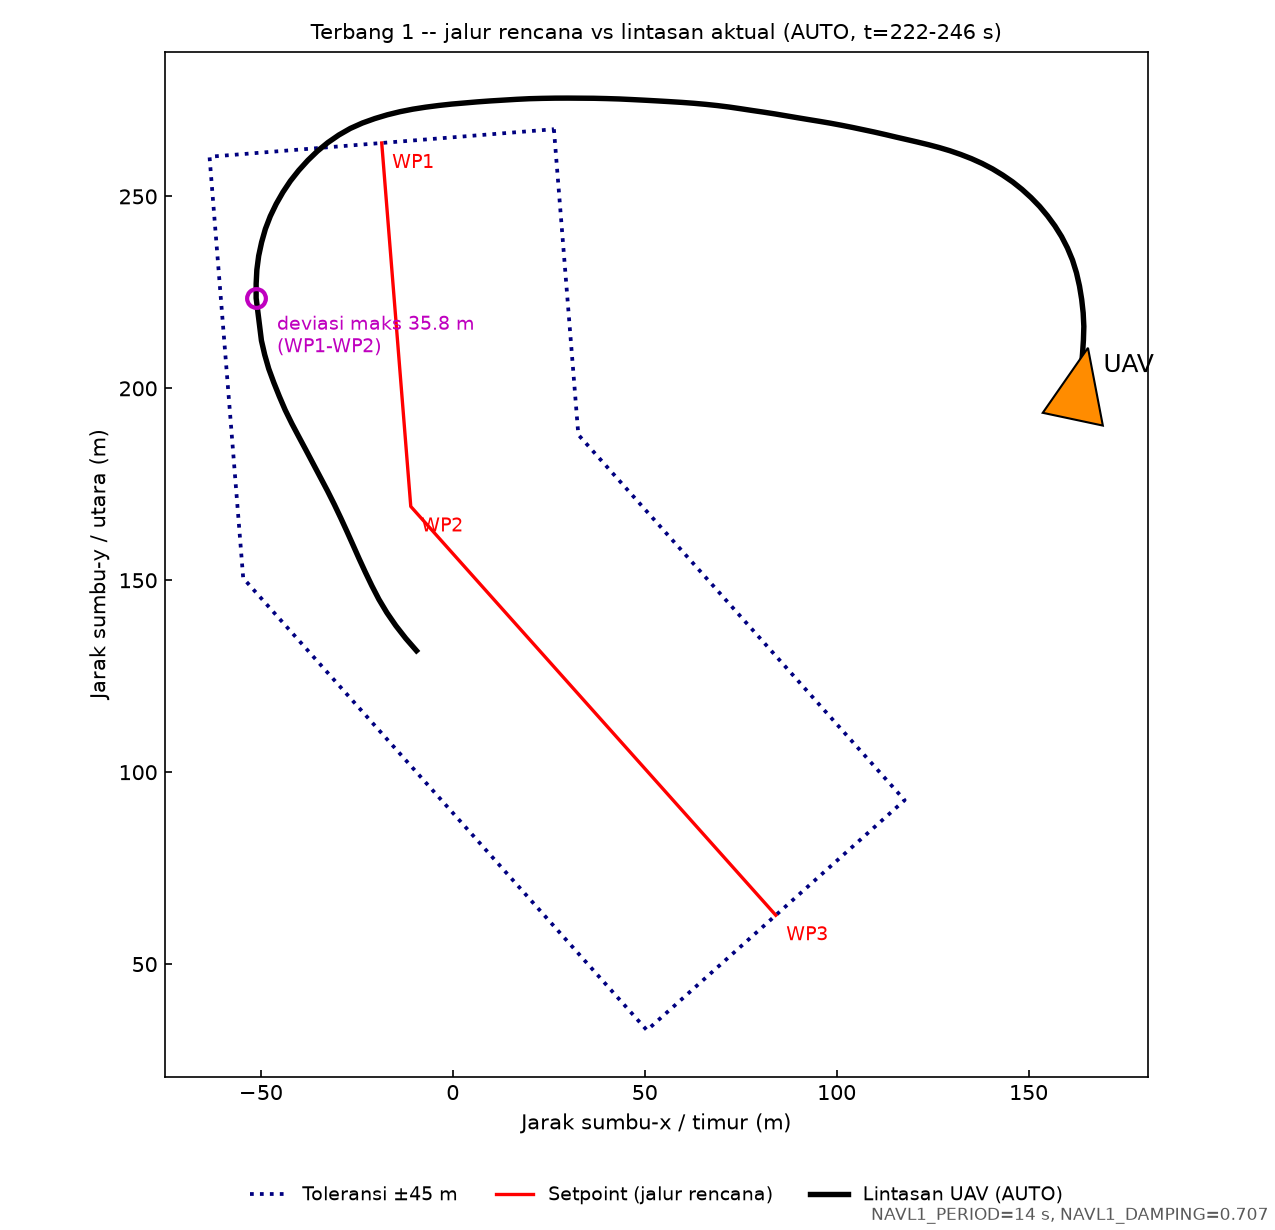 Terbang 1 -- jalur rencana vs lintasan aktual (AUTO, t=222-246 s)
Jarak sumbu-y / utara (m)
250
200
150
100
50
WP1
deviasi maks 35.8 m
(WP1-WP2)
UAV
WP2
WP3
−50
0
50
100
150
Jarak sumbu-x / timur (m)
Toleransi ±45 m
Setpoint (jalur rencana)
Lintasan UAV (AUTO)
NAVL1_PERIOD=14 s, NAVL1_DAMPING=0.707